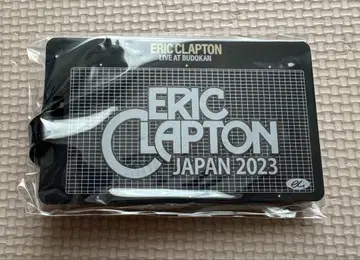 ERIC CLAPTON
LIVE AT BUDOKAN
ERIC
CLAPTON
JAPAN 2023